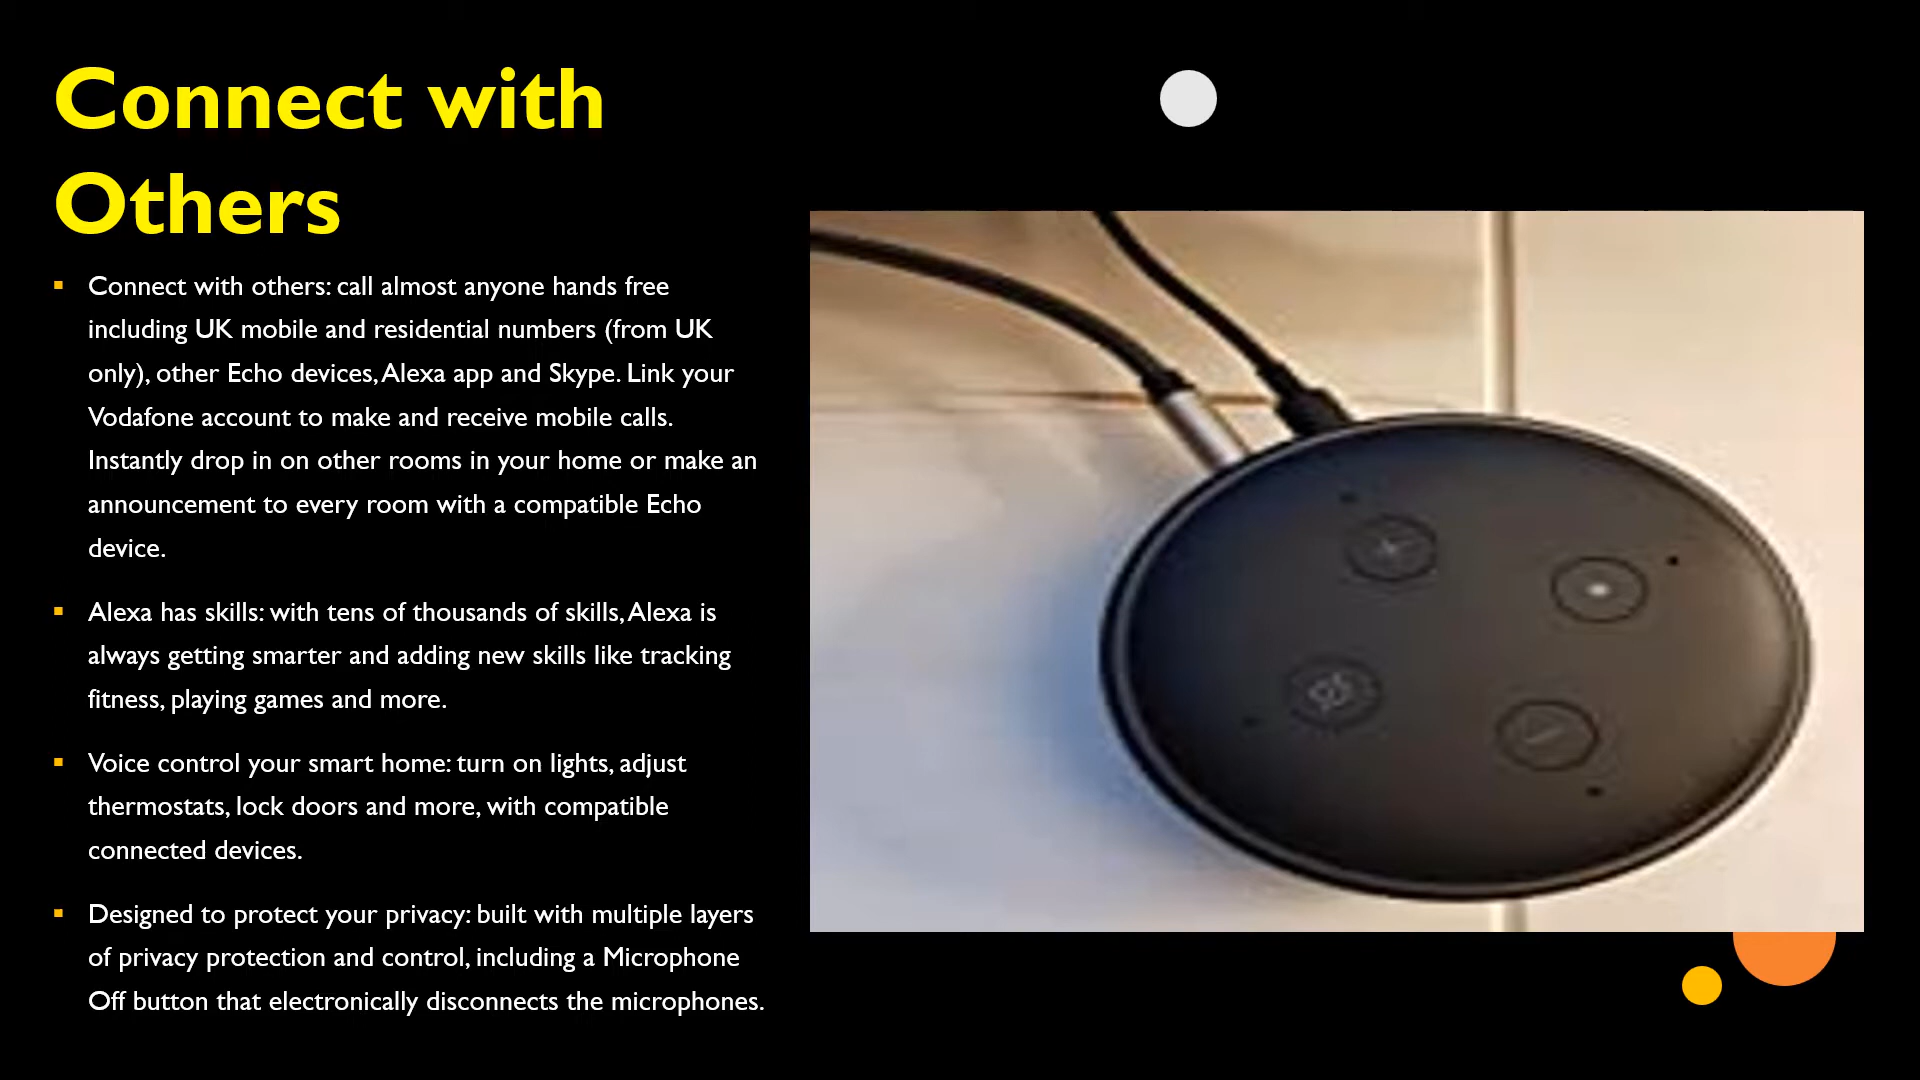 Connect with
Others
Connect with others: call almost anyone hands free
including UK mobile and residential numbers (from UK
only), other Echo devices, Alexa app and Skype. Link your
Vodafone account to make and receive mobile calls.
Instantly drop in on other rooms in your home or make an
announcement to every room with a compatible Echo
device.
Alexa has skills: with tens of thousands of skills, Alexa is
always getting smarter and adding new skills like tracking
fitness, playing games and more.
Voice control your smart home: turn on lights, adjust
thermostats, lock doors and more, with compatible
connected devices.
Designed to protect your privacy: built with multiple layers
of privacy protection and control, including a Microphone
Off button that electronically disconnects the microphones.